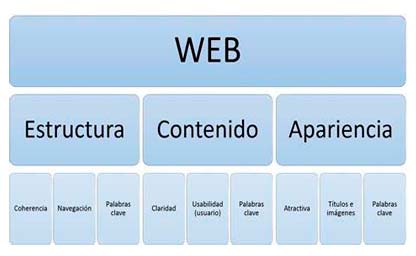 WEB
Estructura
Contenido
Apariencia
Coherencia
Navegación
Palabras
clave
Claridad
Usabilidad
(usuario)
Palabras
clave
Atractiva
Títulos e
imágenes
Palabras
clave